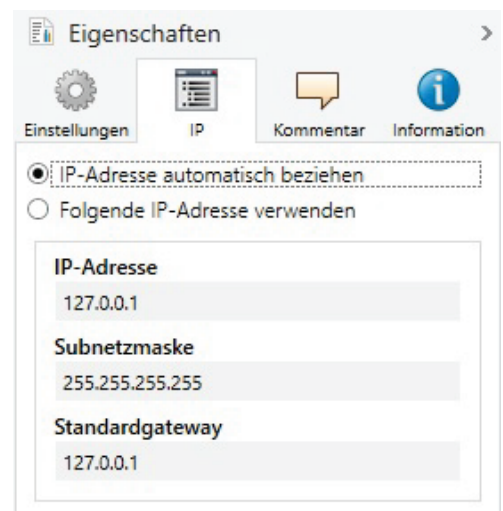 Eigenschaften
Einstellungen IP Kommentar Information
IP-Adresse automatisch beziehen
Folgende IP-Adresse verwenden
IP-Adresse
127.0.0.1
Subnetzmaske
255.255.255.255
Standardgateway
127.0.0.1